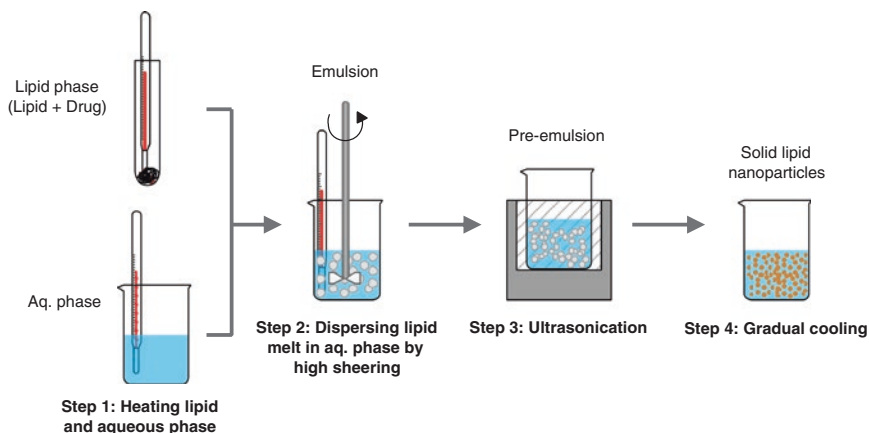 Lipid phase
(Lipid + Drug)
Aq. phase
Step 1: Heating lipid
and aqueous phase
Emulsion
Step 2: Dispersing lipid
melt in aq. phase by
high sheering
Pre-emulsion
Step 3: Ultrasonication
Solid lipid
nanoparticles
Step 4: Gradual cooling